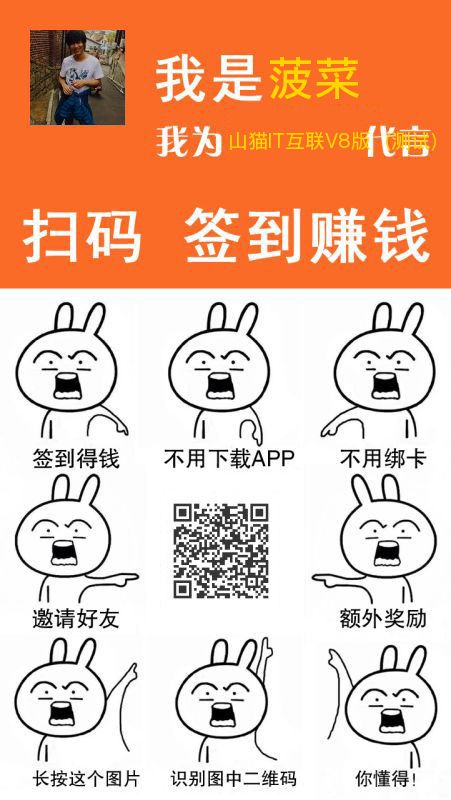 我是菠菜
我为 山猫IT互联V8版 (测试) 代言
扫码 签到赚钱
签到得钱 不用下载APP 不用绑卡
邀请好友 额外奖励
长按这个图片 识别图中二维码 你懂得!